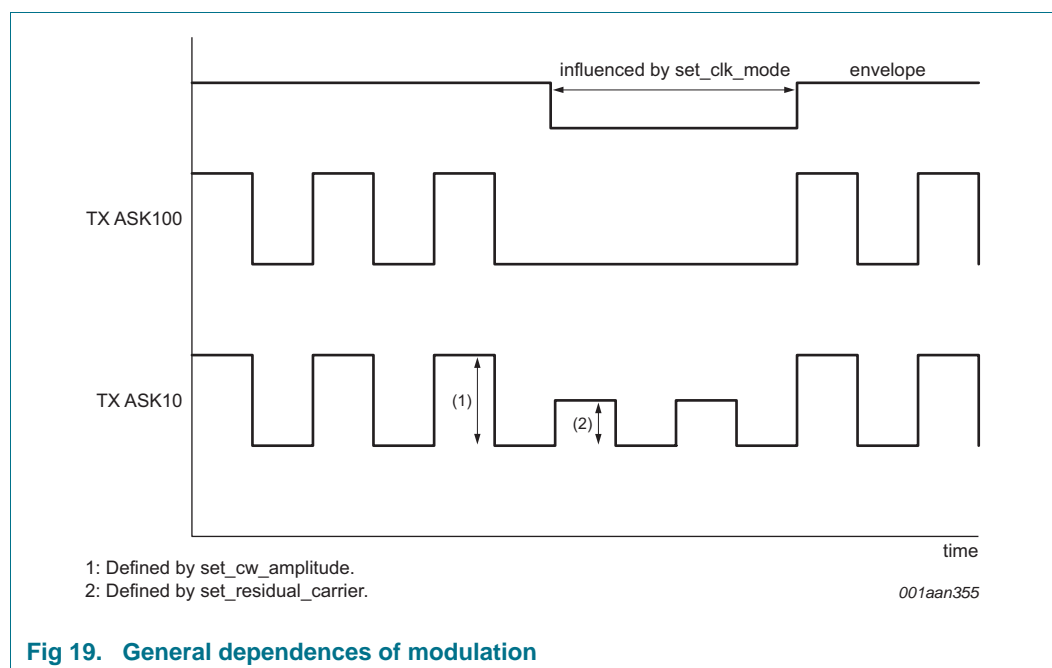 influenced by set_clk_mode
envelope
TX ASK100
TX ASK10
(1)
(2)
time
1: Defined by set_cw_amplitude.
2: Defined by set_residual_carrier.
001aan355
Fig 19. General dependences of modulation